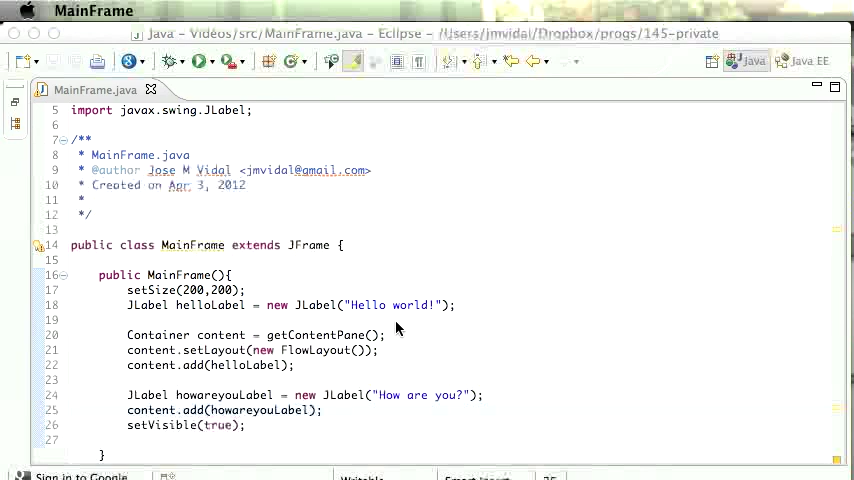 MainFrame
Java - Videos/src/MainFrame.java - Eclipse - /Users/jmvidal/Dropbox/progs/145-private
Java
Java EE
MainFrame.java
5 import javax.swing.JLabel;
6
7 /**
8 * MainFrame.java
9 * @author Jose M Vidal <jmvidal@gmail.com>
10 * Created on Apr 3, 2012
11 *
12 */
13
14 public class MainFrame extends JFrame {
15
16 public MainFrame(){
17 setSize(200,200);
18 JLabel helloLabel = new JLabel("Hello world!");
19
20 Container content = getContentPane();
21 content.setLayout(new FlowLayout());
22 content.add(helloLabel);
23
24 JLabel howareyouLabel = new JLabel("How are you?");
25 content.add(howareyouLabel);
26 setVisible(true);
27
}
Sign in to Google
Writable